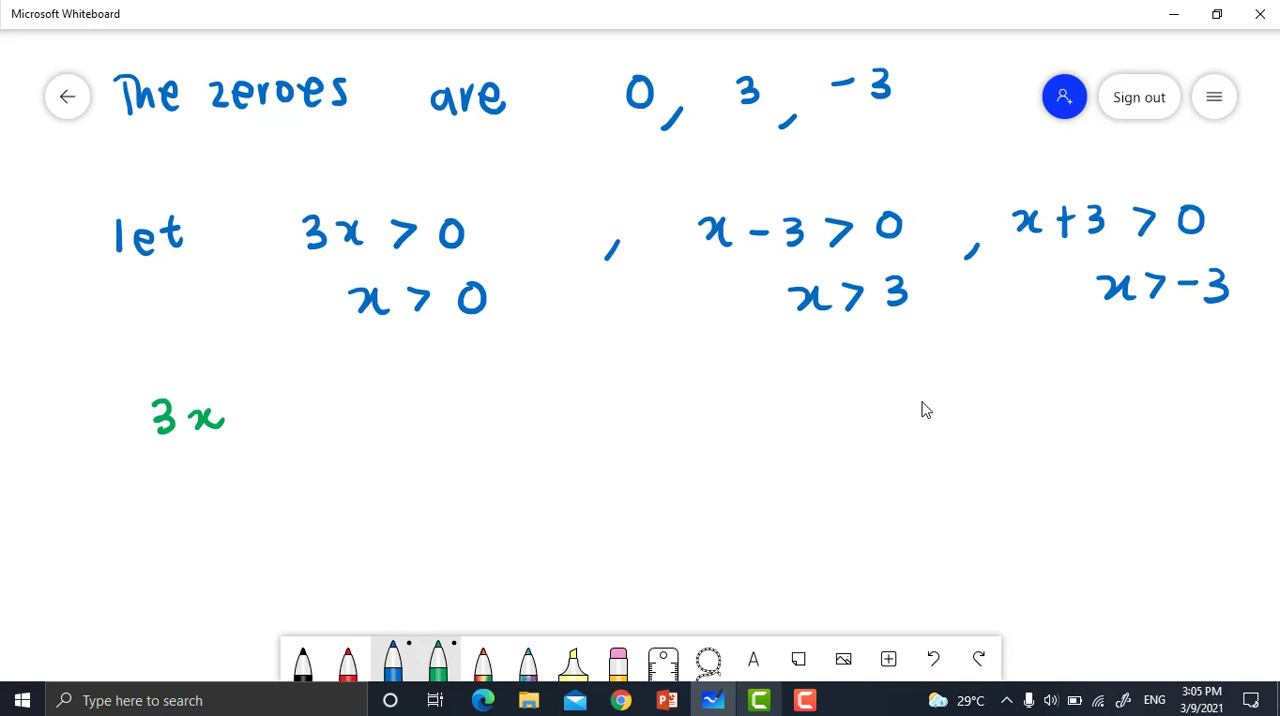 Microsoft Whiteboard
The zeroes are 0, 3, -3
Sign out
let 3x > 0, x - 3 > 0, x + 3 > 0
x > 0 x > 3 x > -3
3x
A
Type here to search
29°C
ENG
3:05 PM
3/9/2021